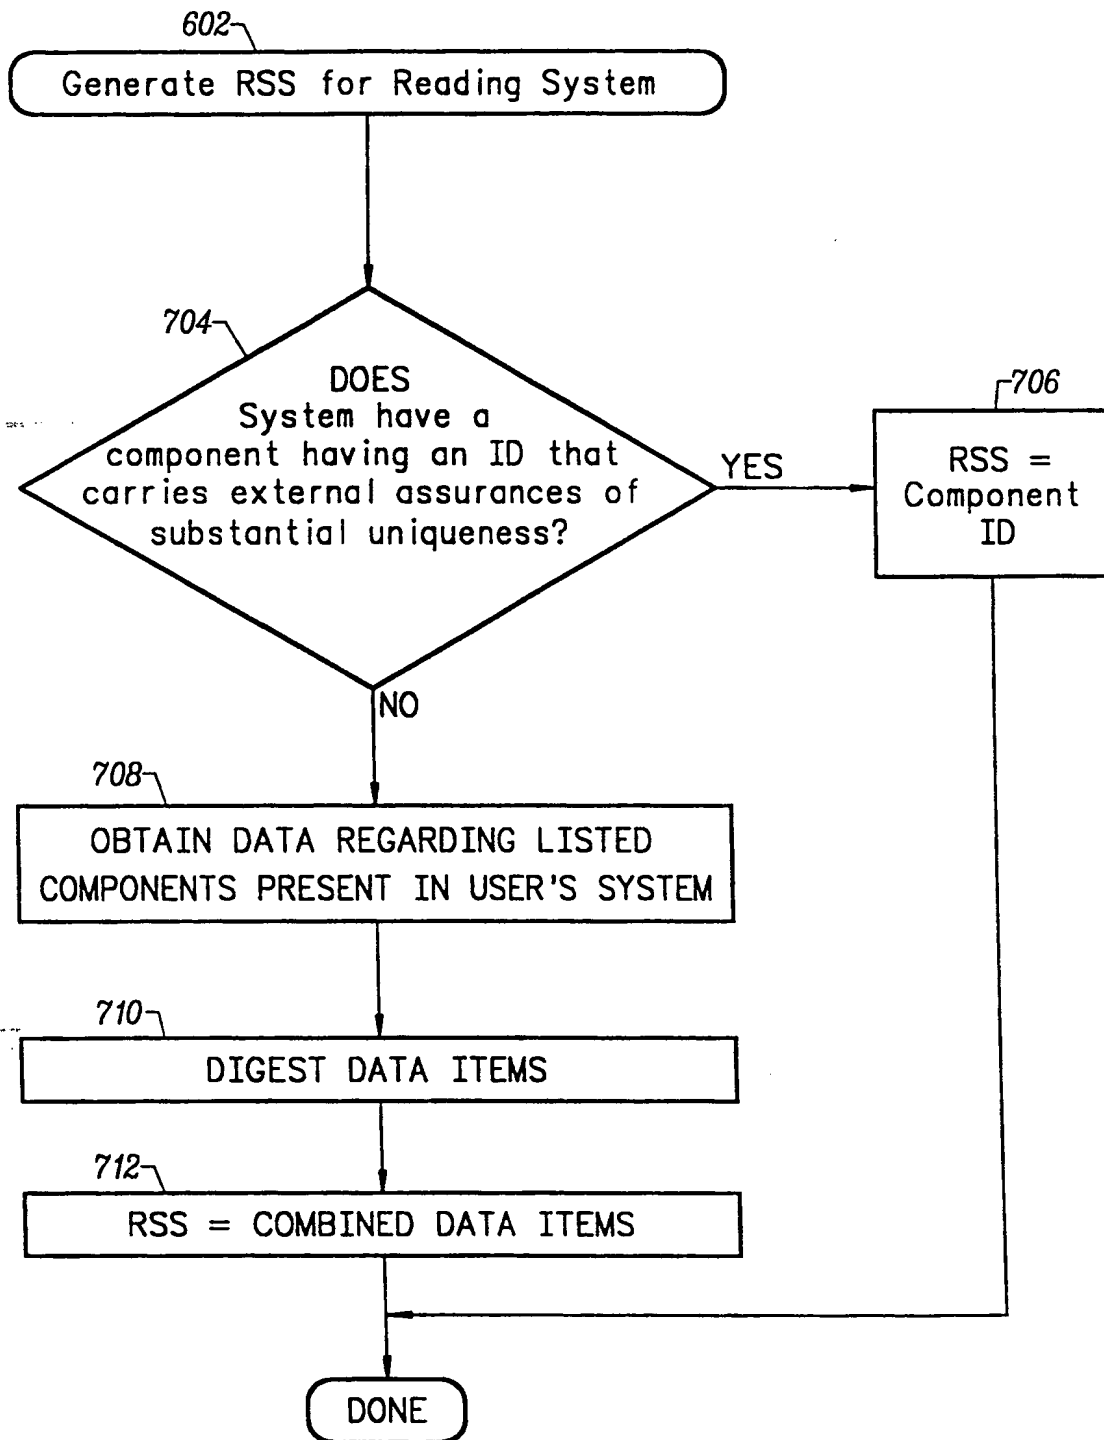 602
Generate RSS for Reading System
704
DOES
System have a
component having an ID that
carries external assurances of
substantial uniqueness?
YES
706
RSS =
Component
ID
NO
708
OBTAIN DATA REGARDING LISTED
COMPONENTS PRESENT IN USER'S SYSTEM
710
DIGEST DATA ITEMS
712
RSS = COMBINED DATA ITEMS
DONE